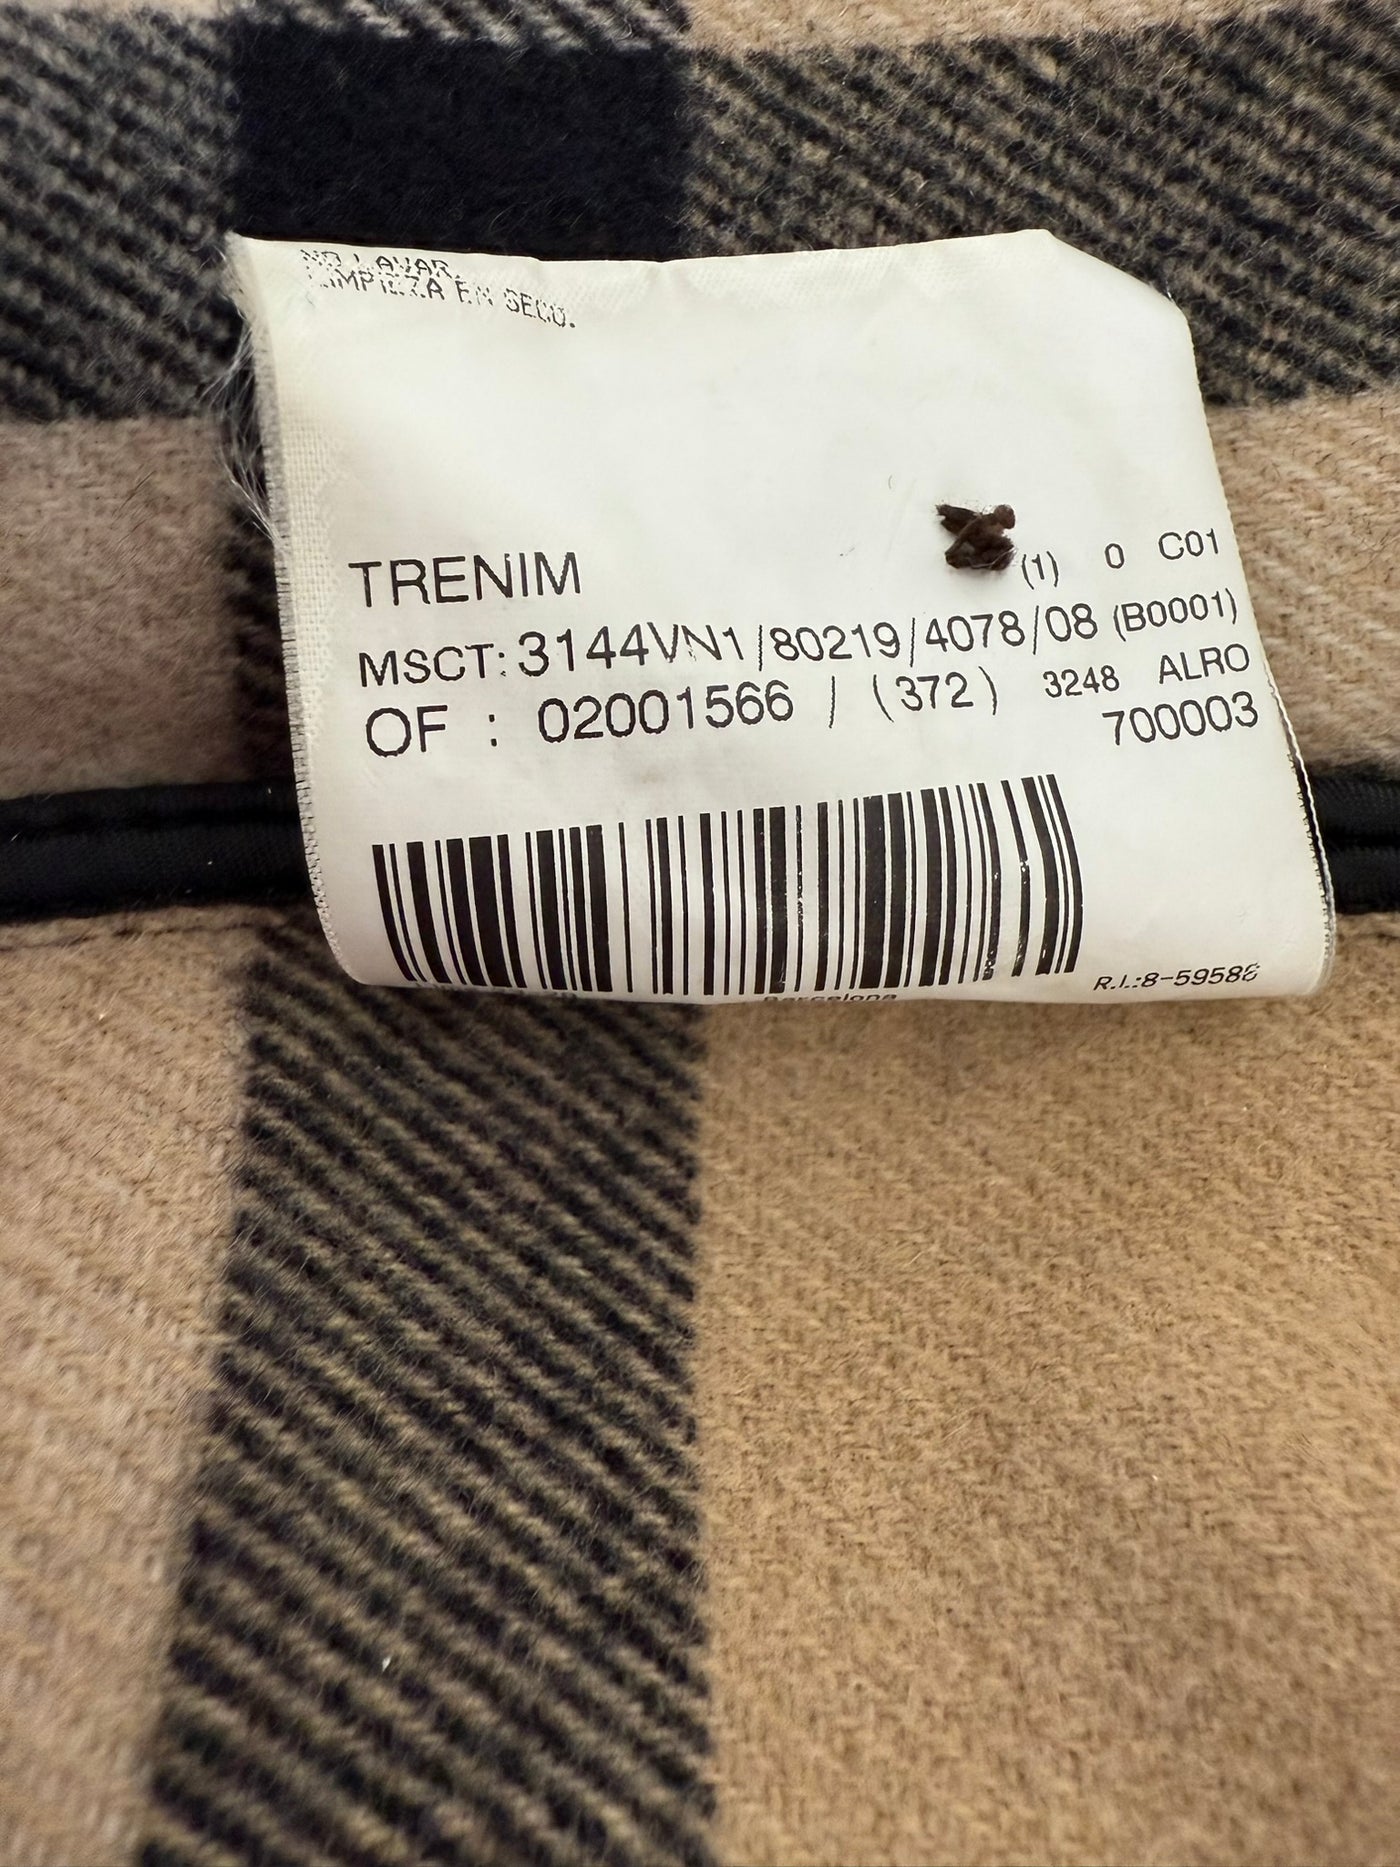 NO LAVAR.
LIMPIEZA EN SECO.
TRENIM
(1) 0 C01
MSCT: 3144VN1/80219/4078/08 (B0001)
OF : 02001566 / (372) 3248 ALRO
700003
Barcelona
R.I.:8-59588